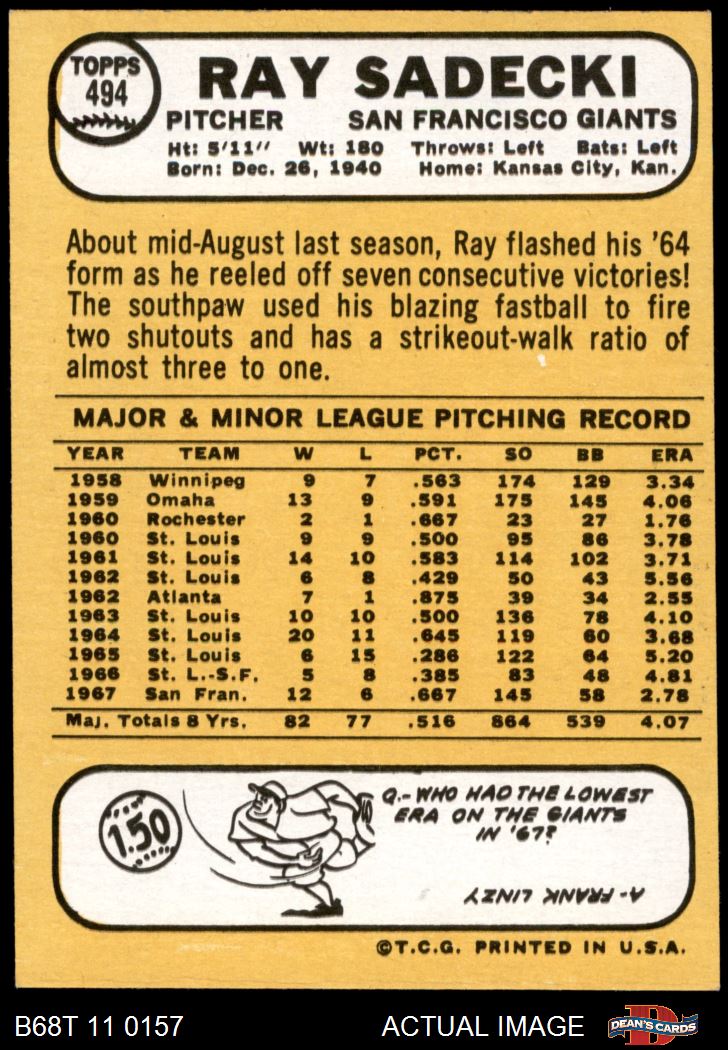 TOPPS
494
RAY SADECKI
PITCHER SAN FRANCISCO GIANTS
Ht: 5'11" Wt: 180 Throws: Left Bats: Left
Born: Dec. 26, 1940 Home: Kansas City, Kan.
About mid-August last season, Ray flashed his '64
form as he reeled off seven consecutive victories!
The southpaw used his blazing fastball to fire
two shutouts and has a strikeout-walk ratio of
almost three to one.
MAJOR & MINOR LEAGUE PITCHING RECORD
YEAR TEAM W L PCT. SO BB ERA
1958 Winnipeg 9 7 .563 174 129 3.34
1959 Omaha 13 9 .591 175 145 4.06
1960 Rochester 2 1 .667 23 27 1.76
1960 St. Louis 9 9 .500 95 86 3.78
1961 St. Louis 14 10 .583 114 102 3.71
1962 St. Louis 6 8 .429 50 43 5.56
1962 Atlanta 7 1 .875 39 34 2.55
1963 St. Louis 10 10 .500 136 78 4.10
1964 St. Louis 20 11 .645 119 60 3.68
1965 St. Louis 6 15 .286 122 64 5.20
1966 St. L.-S.F. 5 8 .385 83 48 4.81
1967 San Fran. 12 6 .667 145 58 2.78
Maj. Totals 8 Yrs. 82 77 .516 864 539 4.07
1.50
Q.-WHO HAD THE LOWEST
ERA ON THE GIANTS
IN '67?
A-FRANK LINZY
©T.C.G. PRINTED IN U.S.A.
B68T 11 0157 ACTUAL IMAGE
D
DEAN'S CARDS